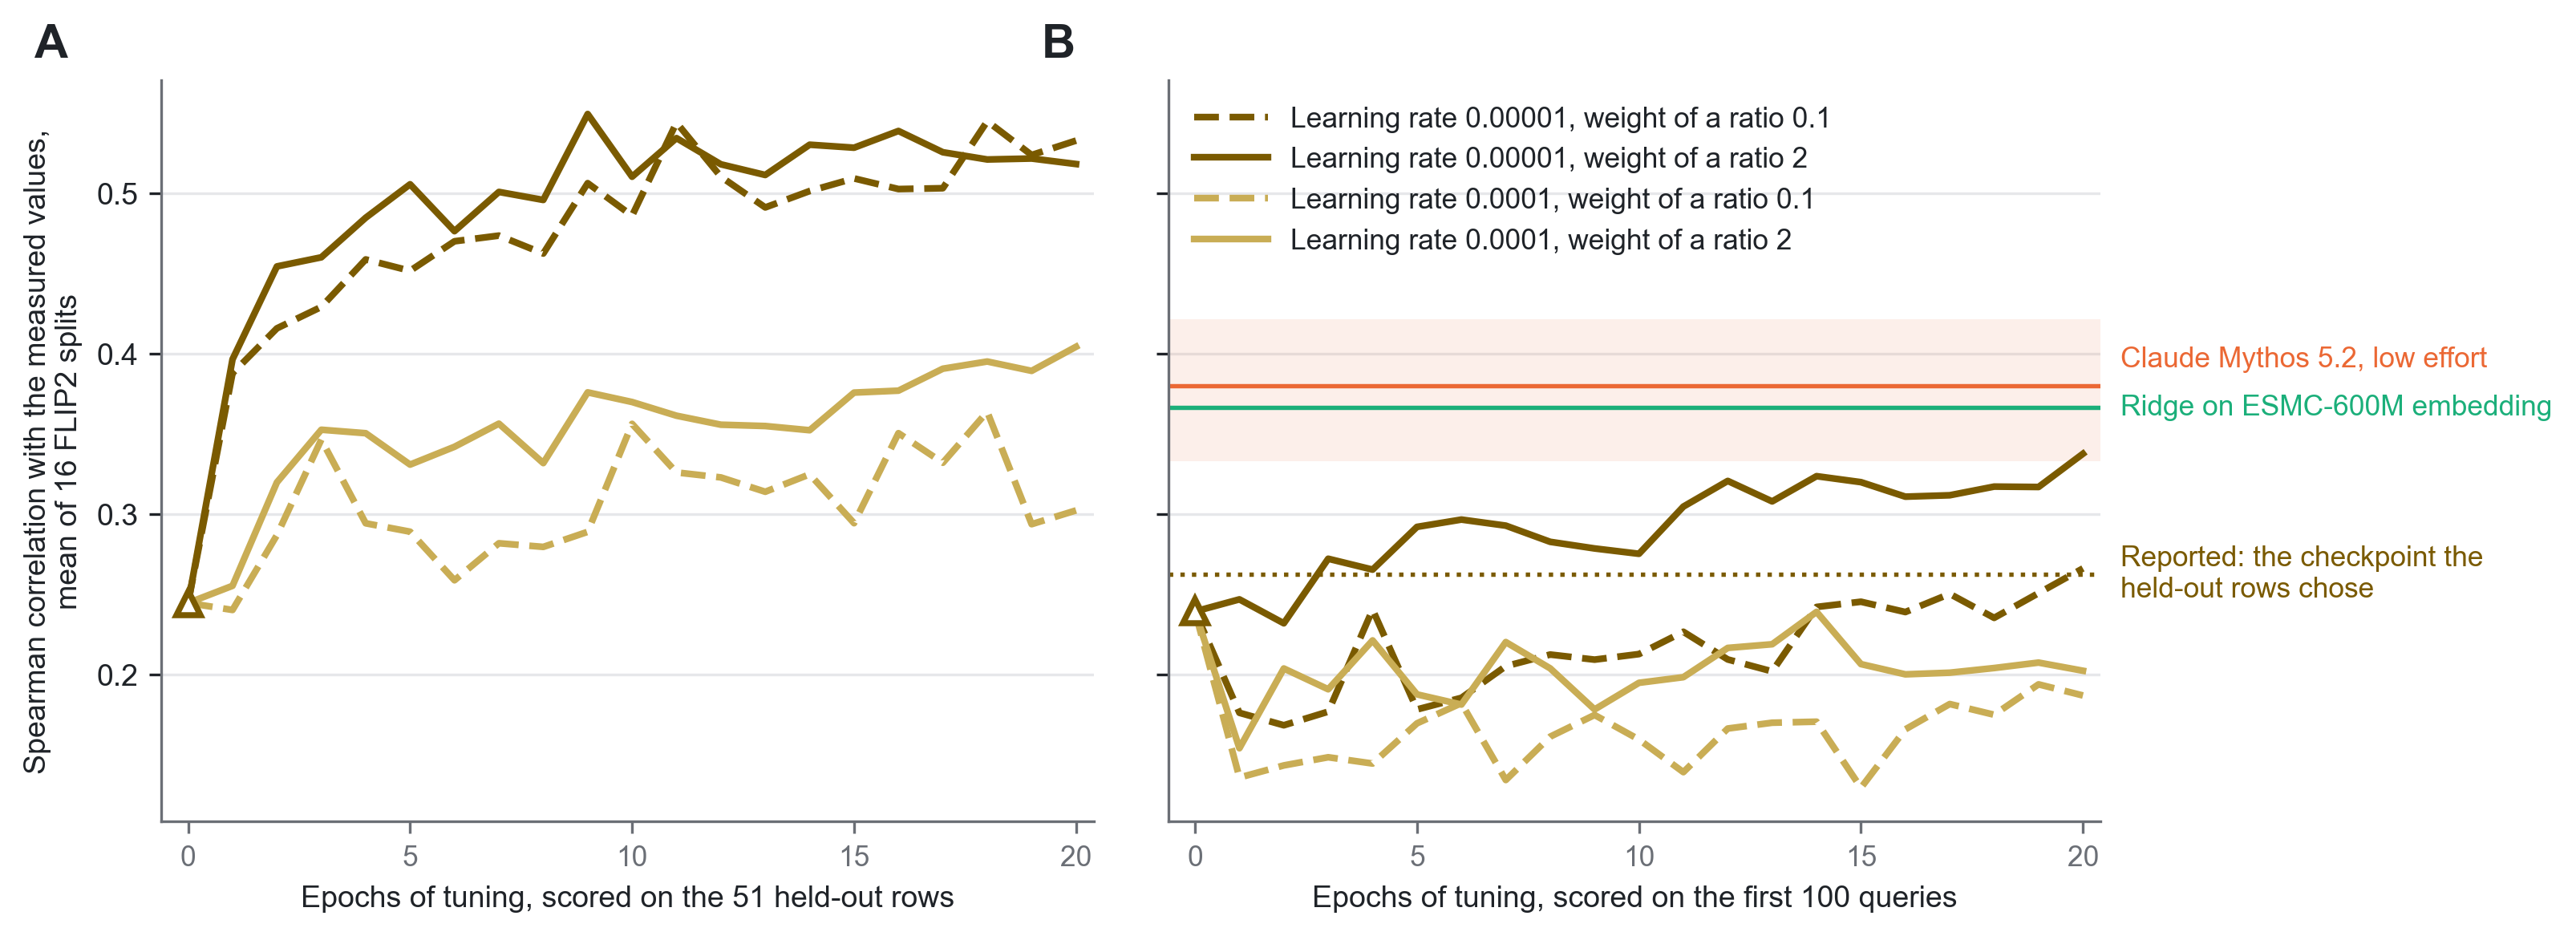 A
B
Spearman correlation with the measured values,
mean of 16 FLIP2 splits
0.5
0.4
0.3
0.2
0
5
10
15
20
Epochs of tuning, scored on the 51 held-out rows
Learning rate 0.00001, weight of a ratio 0.1
Learning rate 0.00001, weight of a ratio 2
Learning rate 0.0001, weight of a ratio 0.1
Learning rate 0.0001, weight of a ratio 2
Claude Mythos 5.2, low effort
Ridge on ESMC-600M embedding
Reported: the checkpoint the
held-out rows chose
0
5
10
15
20
Epochs of tuning, scored on the first 100 queries